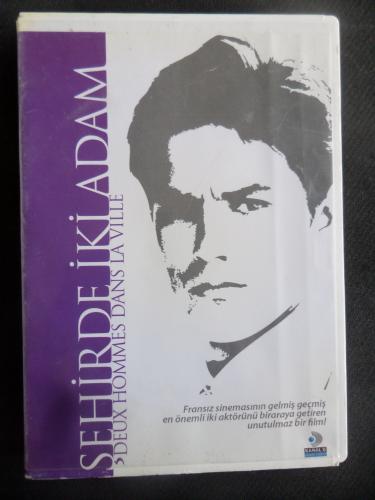 ŞEHİRDE İKİ ADAM
DEUX HOMMES DANS LA VILLE
Fransız sinemasının gelmiş geçmiş
en önemli iki aktörünü biraraya getiren
unutulmaz bir film!
KANAL D